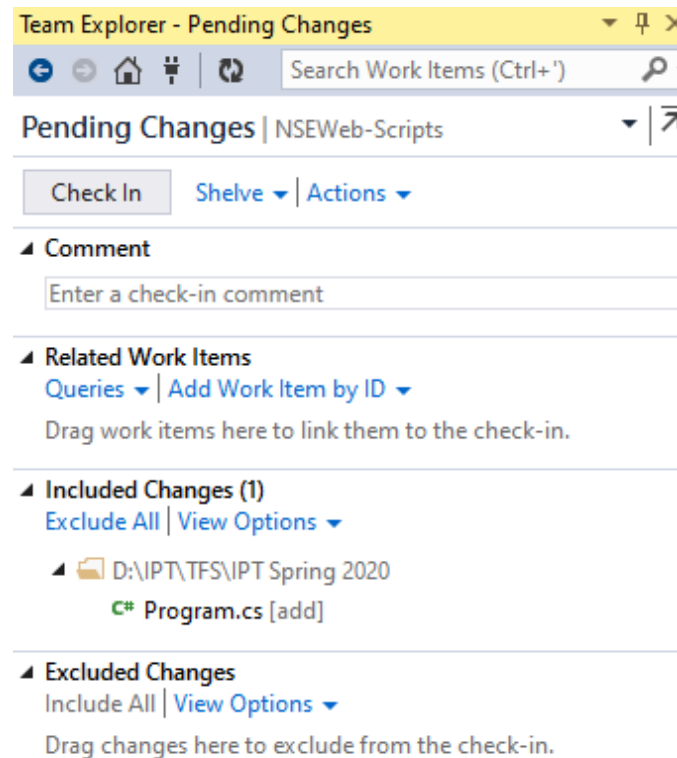 Team Explorer - Pending Changes
Search Work Items (Ctrl+')
Pending Changes | NSEWeb-Scripts
Check In Shelve | Actions
Comment
Enter a check-in comment
Related Work Items
Queries | Add Work Item by ID
Drag work items here to link them to the check-in.
Included Changes (1)
Exclude All | View Options
D:\IPT\TFS\IPT Spring 2020
C# Program.cs [add]
Excluded Changes
Include All | View Options
Drag changes here to exclude from the check-in.